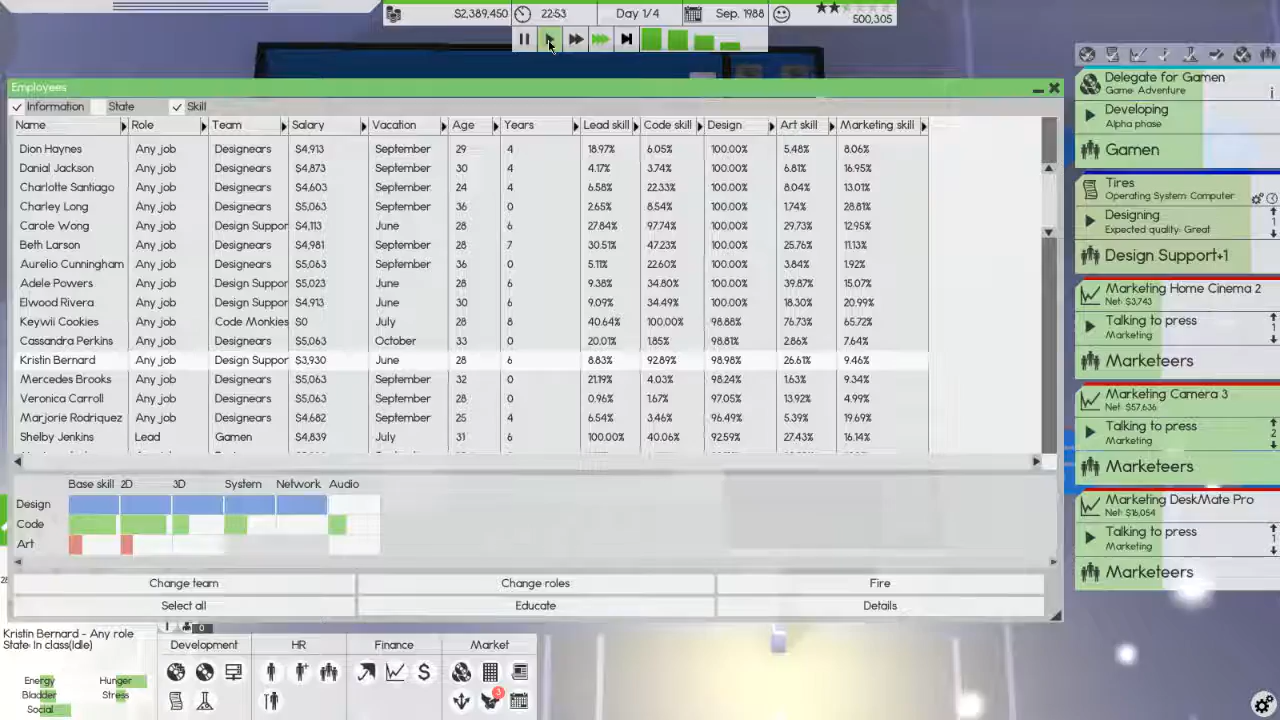 $2,389,450 22:53 Day 1/4 Sep. 1988 500,305
Employees
Information State Skill
Name Role Team Salary Vacation Age Years Lead skill Code skill Design Art skill Marketing skill
Dion Haynes Any job Designears $4,913 September 29 4 18.97% 6.05% 100.00% 5.48% 8.06%
Danial Jackson Any job Designears $4,873 September 30 4 4.17% 3.74% 100.00% 6.81% 16.95%
Charlotte Santiago Any job Designears $4,603 September 24 4 6.58% 22.33% 100.00% 8.04% 13.01%
Charley Long Any job Designears $5,063 September 36 0 2.65% 8.54% 100.00% 1.74% 28.81%
Carole Wong Any job Design Suppor $4,113 June 28 6 27.84% 97.74% 100.00% 29.73% 12.95%
Beth Larson Any job Designears $4,981 September 28 7 30.51% 47.23% 100.00% 25.76% 11.13%
Aurelio Cunningham Any job Designears $5,063 September 36 0 5.11% 22.60% 100.00% 3.84% 1.92%
Adele Powers Any job Design Suppor $5,023 June 28 6 9.38% 34.80% 100.00% 39.87% 15.07%
Elwood Rivera Any job Design Suppor $4,913 June 30 6 9.09% 34.49% 100.00% 18.30% 20.99%
Keywii Cookies Any job Code Monkies $0 July 28 8 40.64% 100.00% 98.88% 76.73% 65.72%
Cassandra Perkins Any job Designears $5,063 October 33 0 20.01% 1.85% 98.81% 2.86% 7.64%
Kristin Bernard Any job Design Suppor $3,930 June 28 6 8.83% 92.89% 98.98% 26.61% 9.46%
Mercedes Brooks Any job Designears $5,063 September 32 0 21.19% 4.03% 98.24% 1.63% 9.34%
Veronica Carroll Any job Designears $5,063 September 28 0 0.96% 1.67% 97.05% 13.92% 4.99%
Marjorie Rodriquez Any job Designears $4,682 September 25 4 6.54% 3.46% 96.49% 5.39% 19.69%
Shelby Jenkins Lead Gamen $4,839 July 31 6 100.00% 40.06% 92.59% 27.43% 16.14%
Base skill 2D 3D System Network Audio
Design
Code
Art
Change team Change roles Fire
Select all Educate Details
Kristin Bernard - Any role
State: In class(Idle)
Energy Hunger
Bladder Stress
Social
0
Development HR Finance Market
3
Delegate for Gamen
Game: Adventure
Developing
Alpha phase
Gamen
Tires
Operating System: Computer
Designing 1
Expected quality: Great
Design Support+1
Marketing Home Cinema 2
Net: $3,743
Talking to press 1
Marketing
Marketeers
Marketing Camera 3
Net: $57,636
Talking to press 2
Marketing
Marketeers
Marketing DeskMate Pro
Net: $16,054
Talking to press 1
Marketing
Marketeers